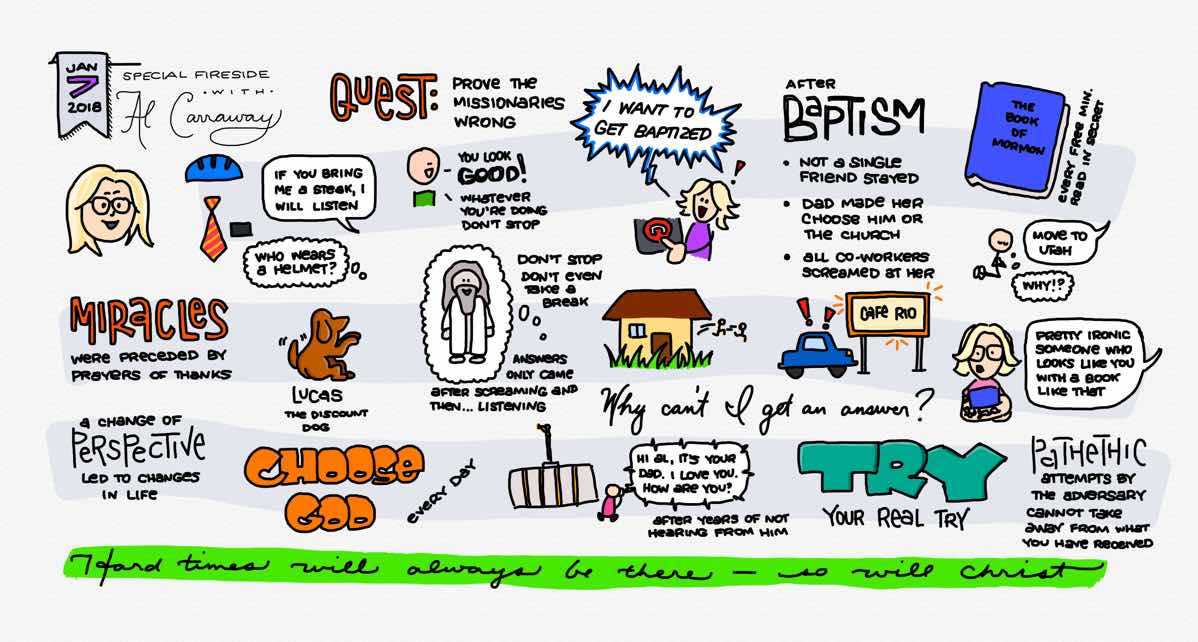 JAN
7
2018
SPECIAL FIRESIDE
• WITH •
Al Carraway
QUEST:
PROVE THE
MISSIONARIES
WRONG
I WANT TO
GET BAPTIZED
AFTER
BAPTISM
• NOT A SINGLE
FRIEND STAYED
• DAD MADE HER
CHOOSE HIM OR
THE CHURCH
• ALL CO-WORKERS
SCREAMED AT HER
THE
BOOK
OF
MORMON
EVERY FREE MIN.
READ IN SECRET
IF YOU BRING
ME A STEAK, I
WILL LISTEN
WHO WEARS
A HELMET?
YOU LOOK
GOOD!
WHATEVER
YOU'RE DOING
DON'T STOP
!
MOVE TO
UTAH
WHY!?
MIRACLES
WERE PRECEDED BY
PRAYERS OF THANKS
LUCAS
THE DISCOUNT
DOG
DON'T STOP
DON'T EVEN
TAKE A
BREAK
ANSWERS
ONLY CAME
AFTER SCREAMING AND
THEN... LISTENING
!!
CAFE RIO
PRETTY IRONIC
SOMEONE WHO
LOOKS LIKE YOU
WITH A BOOK
LIKE THAT
Why can't I get an answer?
A CHANGE OF
PERSPECTIVE
LED TO CHANGES
IN LIFE
CHOOSE
GOD
EVERY DAY
HI AL, IT'S YOUR
DAD. I LOVE YOU.
HOW ARE YOU?
AFTER YEARS OF NOT
HEARING FROM HIM
TRY
YOUR REAL TRY
PATHETHIC
ATTEMPTS BY
THE ADVERSARY
CANNOT TAKE
AWAY FROM WHAT
YOU HAVE RECEIVED
Hard times will always be there — so will Christ